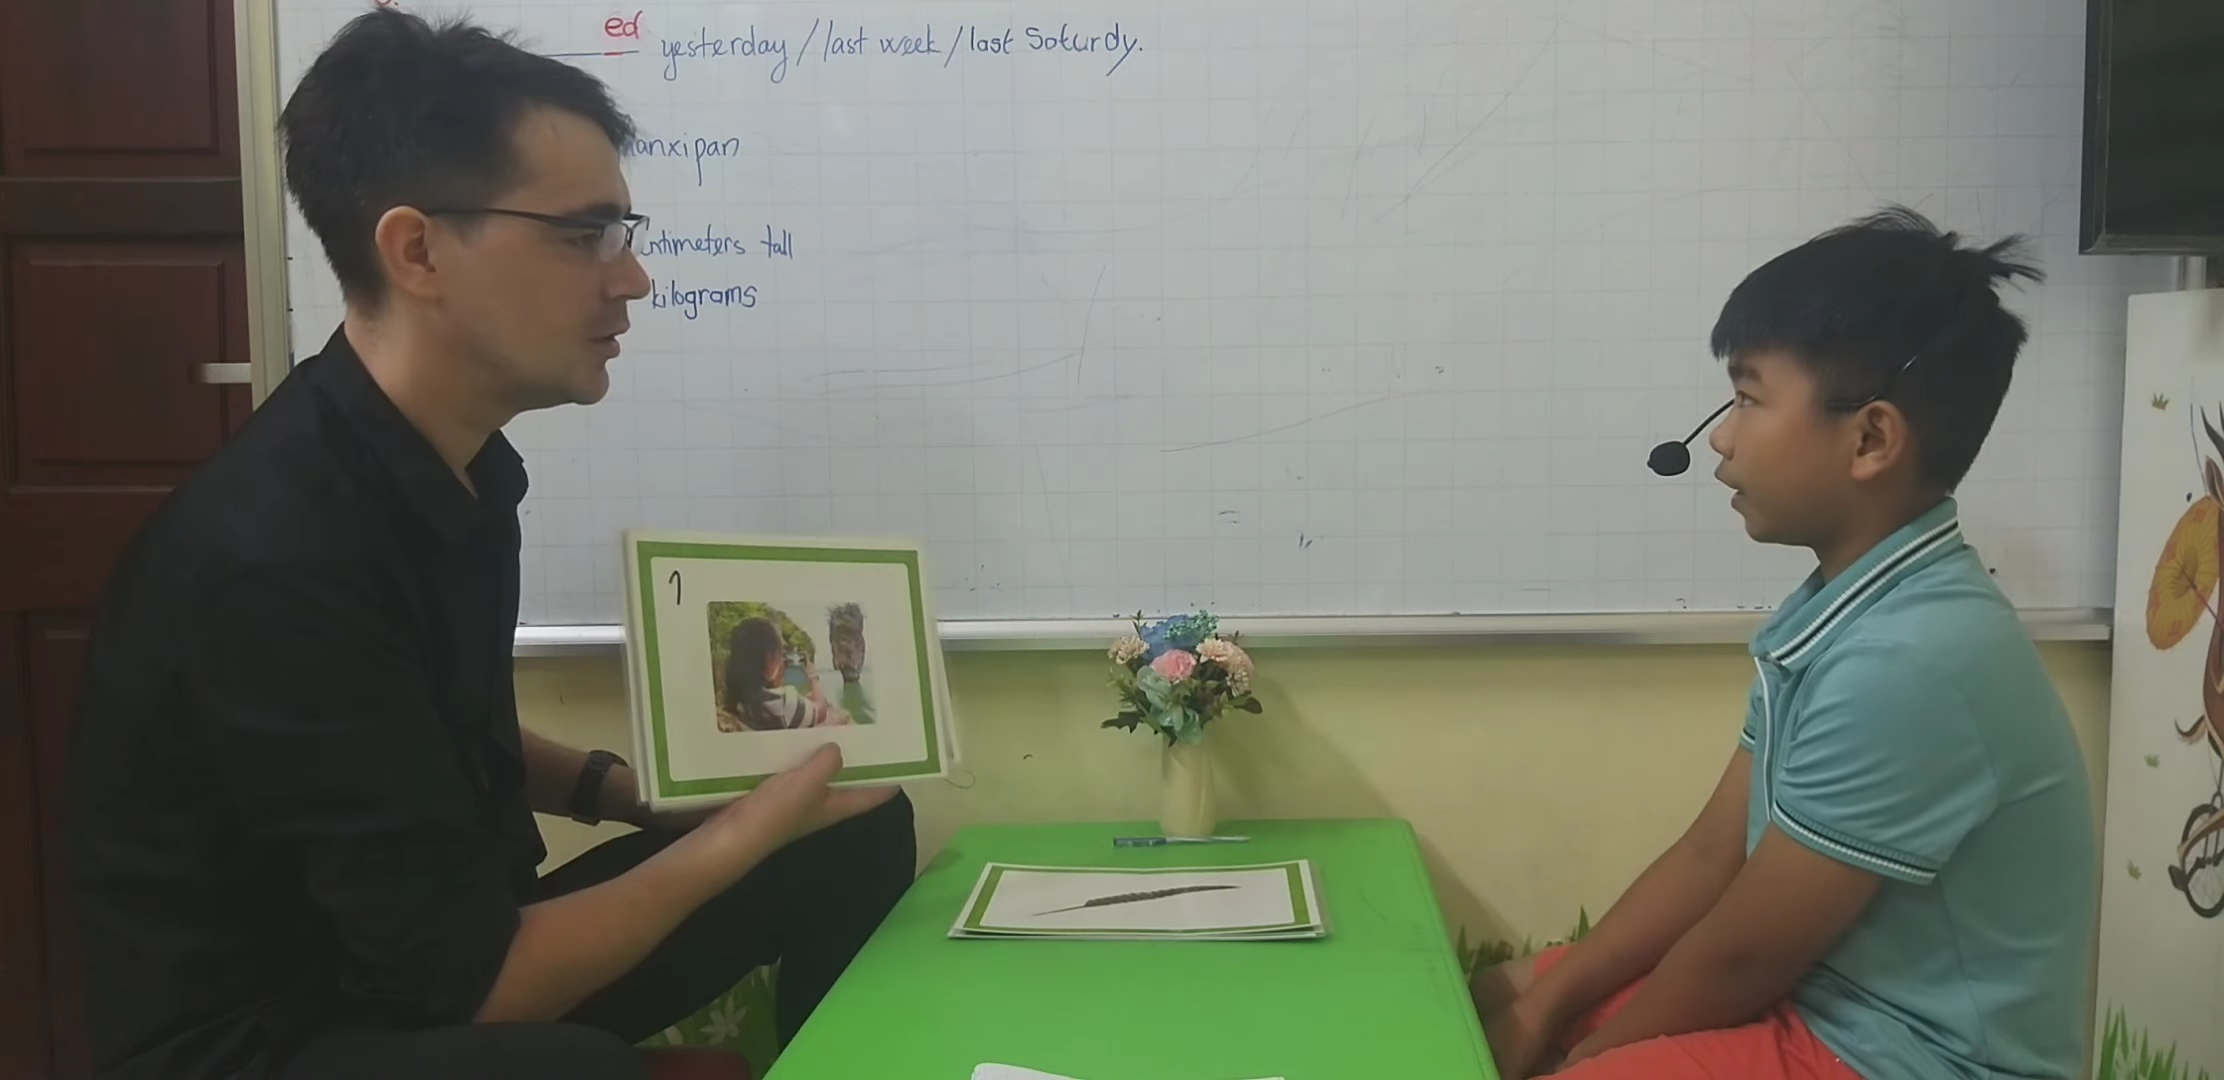 ed
yesterday / last week / last Soturdy.
anxipan
ntimeters tall
kilograms
1